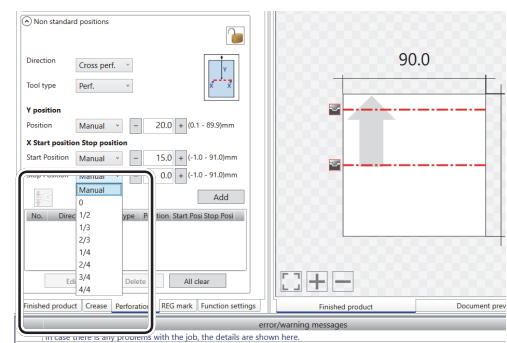 Non standard positions
Direction Cross perf.
Y
X X
Tool type Perf.
Y position
Position Manual - 20.0 + (0.1 - 89.9)mm
X Start position Stop position
Start Position Manual - 15.0 + (-1.0 - 91.0)mm
Stop Position Manual - 0.0 + (-1.0 - 91.0)mm
Manual
0
1/2
1/3
2/3
1/4
2/4
3/4
4/4
Add
No. Start Posi Stop Posi
Delete All clear
Finished product Crease Perforation REG mark Function settings
90.0
Finished product Document prev
error/warning messages
In case there is any problems with the job, the details are shown here.